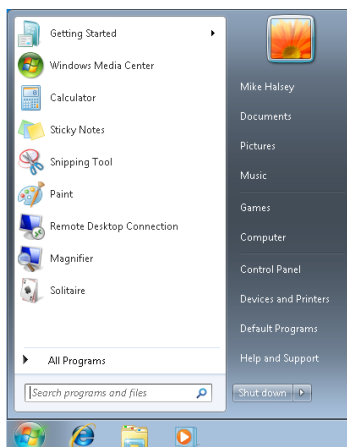 Getting Started
Windows Media Center
Calculator
Sticky Notes
Snipping Tool
Paint
Remote Desktop Connection
Magnifier
Solitaire
All Programs
Search programs and files
Mike Halsey
Documents
Pictures
Music
Games
Computer
Control Panel
Devices and Printers
Default Programs
Help and Support
Shut down